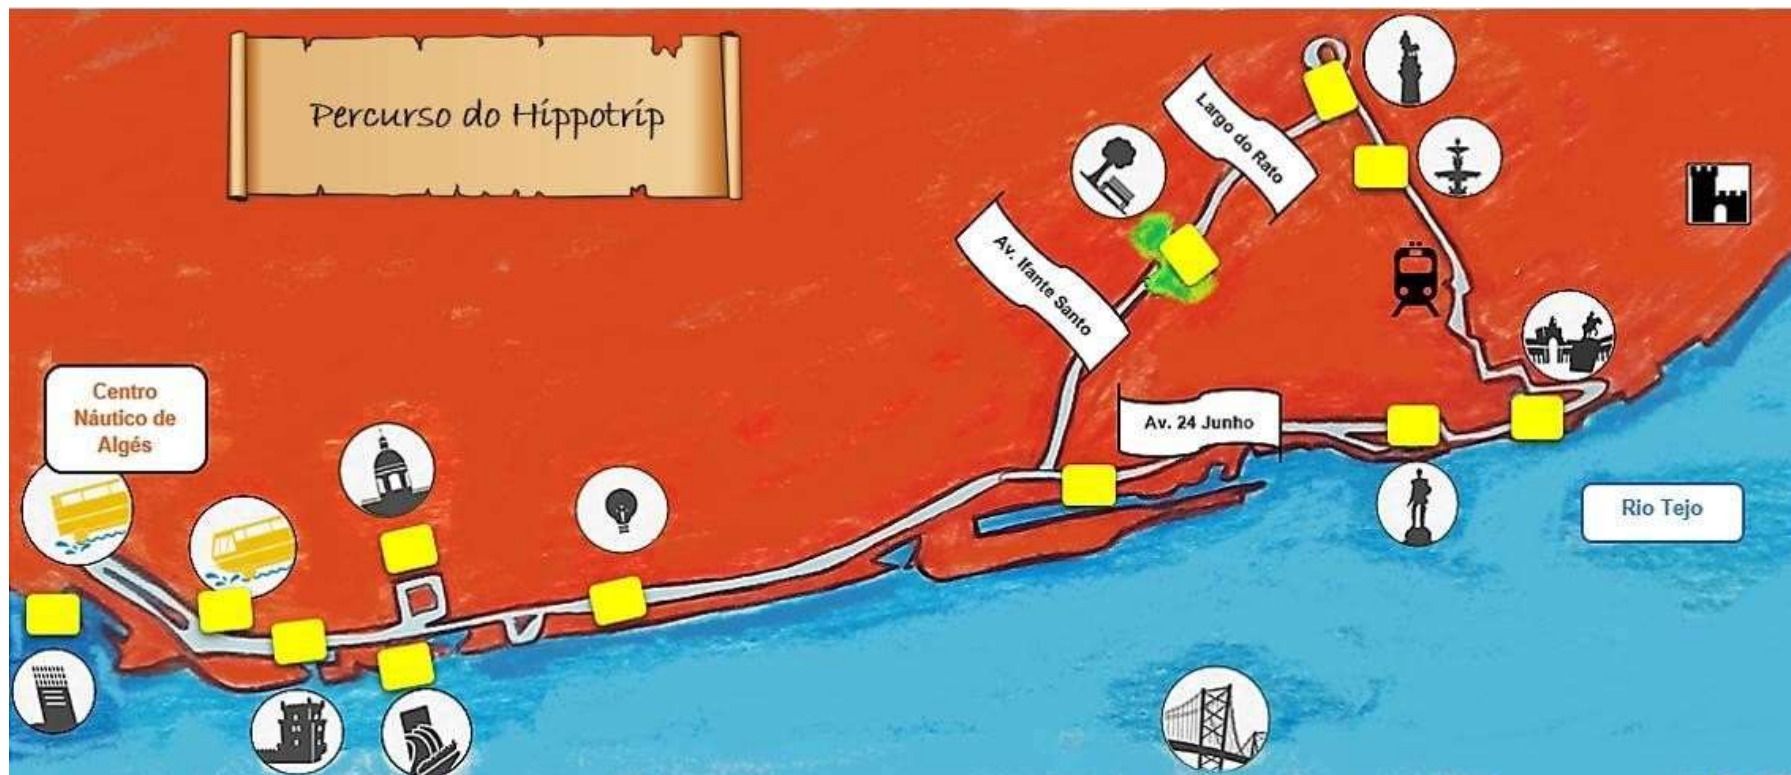 Percurso do Hippotrip
Largo do Rato
Av. Ifante Santo
Centro
Náutico de
Algés
Av. 24 Junho
Rio Tejo